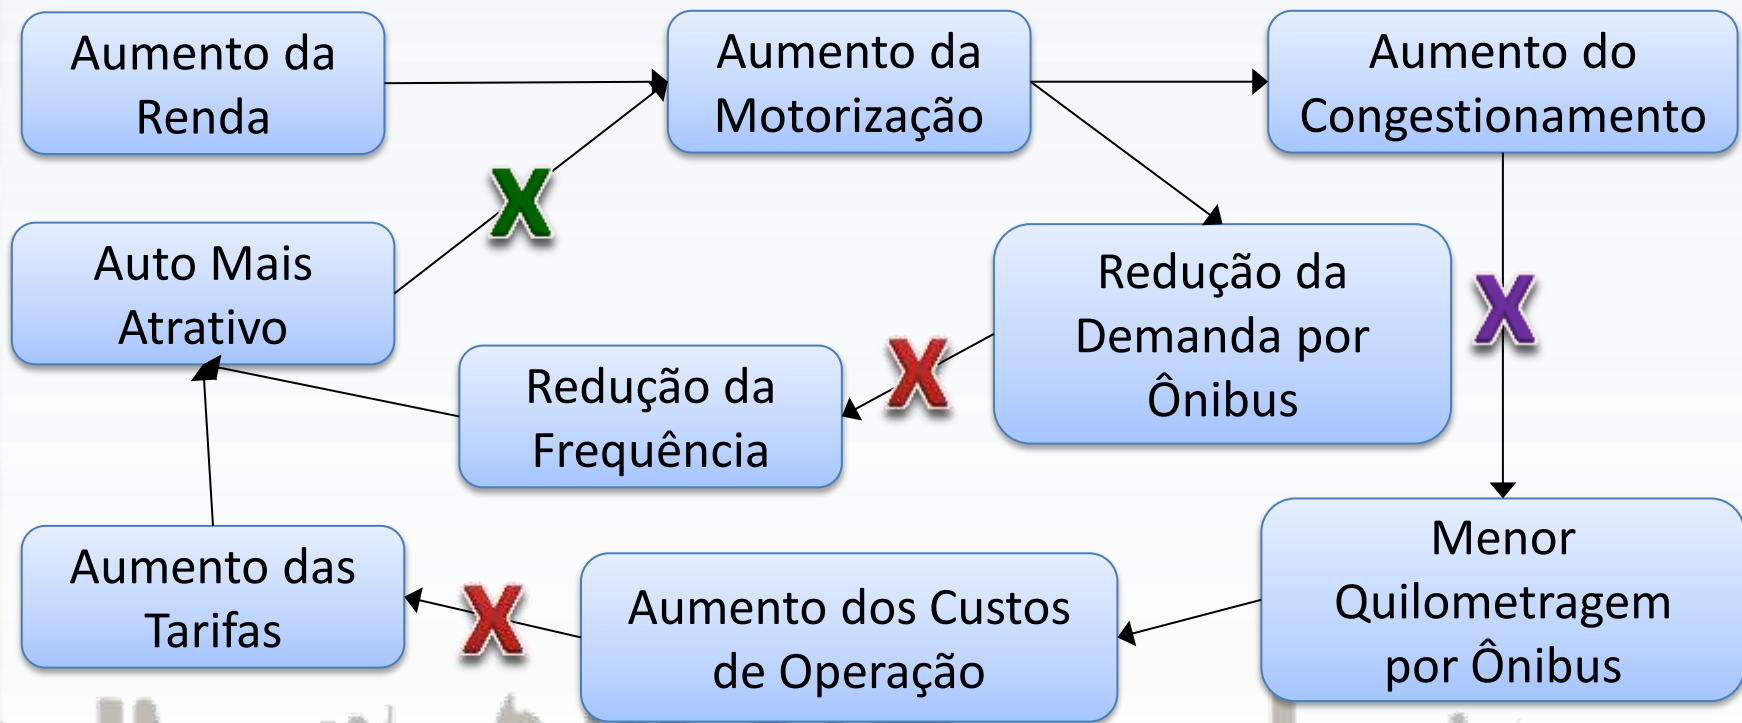 Aumento da
Renda
Aumento da
Motorização
Aumento do
Congestionamento
X
Auto Mais
Atrativo
Redução da
Demanda por
Ônibus
X
X
Redução da
Frequência
Aumento das
Tarifas
X
Aumento dos Custos
de Operação
Menor
Quilometragem
por Ônibus